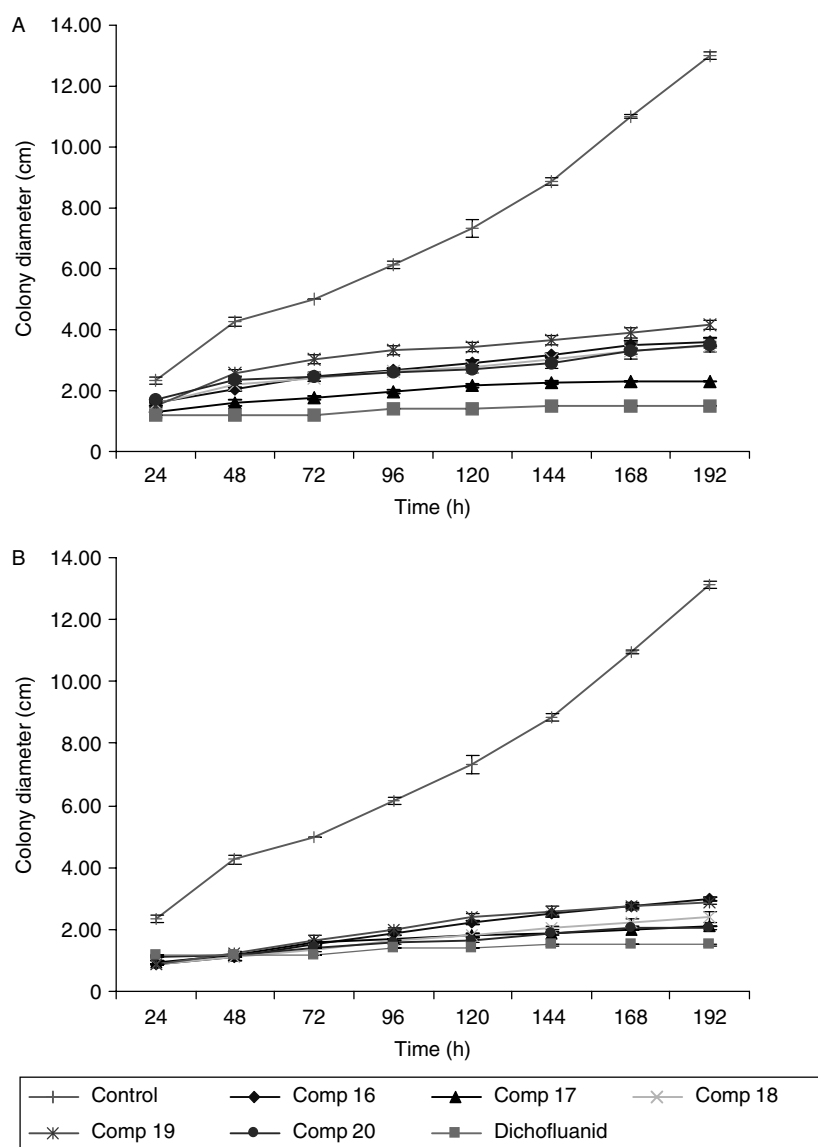 A
14.00
12.00
10.00
8.00
6.00
4.00
2.00
0
Colony diameter (cm)
24 48 72 96 120 144 168 192
Time (h)
B
14.00
12.00
10.00
8.00
6.00
4.00
2.00
0
Colony diameter (cm)
24 48 72 96 120 144 168 192
Time (h)
Control Comp 16 Comp 17 Comp 18
Comp 19 Comp 20 Dichofluanid